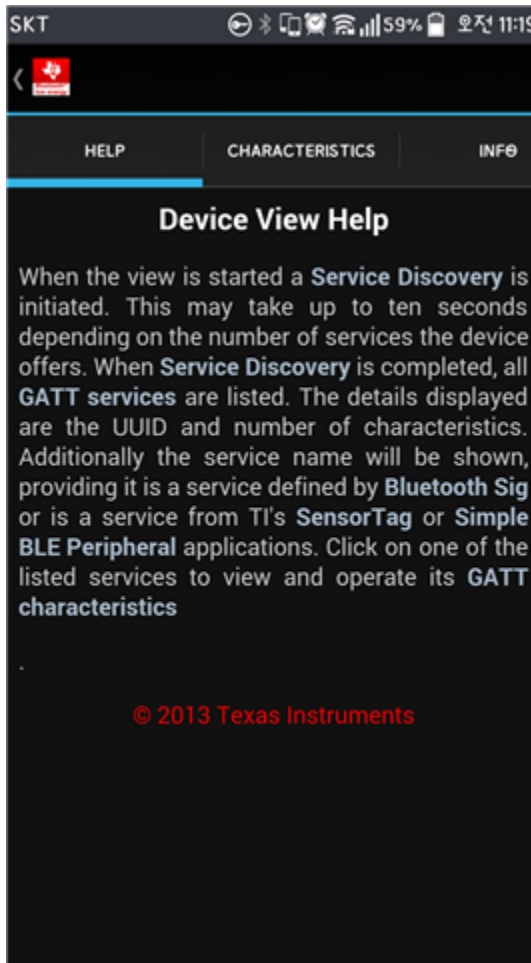 SKT 59% 오전 11:19
HELP CHARACTERISTICS INFO
Device View Help
When the view is started a Service Discovery is
initiated. This may take up to ten seconds
depending on the number of services the device
offers. When Service Discovery is completed, all
GATT services are listed. The details displayed
are the UUID and number of characteristics.
Additionally the service name will be shown,
providing it is a service defined by Bluetooth Sig
or is a service from TI's SensorTag or Simple
BLE Peripheral applications. Click on one of the
listed services to view and operate its GATT
characteristics
.
© 2013 Texas Instruments